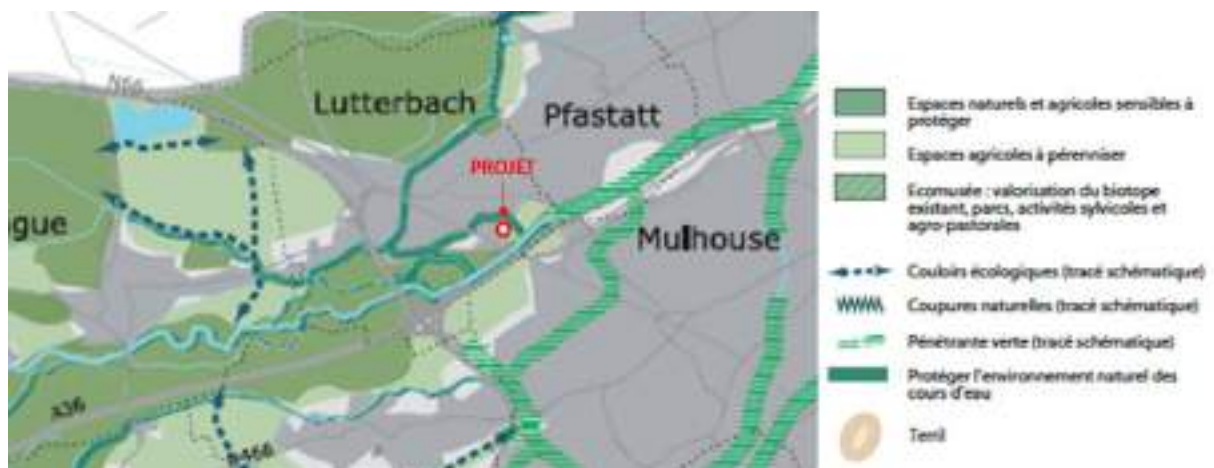 N66
Lutterbach
Pfastatt
PROJET
gue
Mulhouse
A36
Espaces naturels et agricoles sensibles à
protéger
Espaces agricoles à pérenniser
Ecomusée : valorisation du biotope
existant, parcs, activités sylvicoles et
agro-pastorales
Couloirs écologiques (tracé schématique)
Coupures naturelles (tracé schématique)
Pénétrante verte (tracé schématique)
Protéger l'environnement naturel des
cours d'eau
Terril